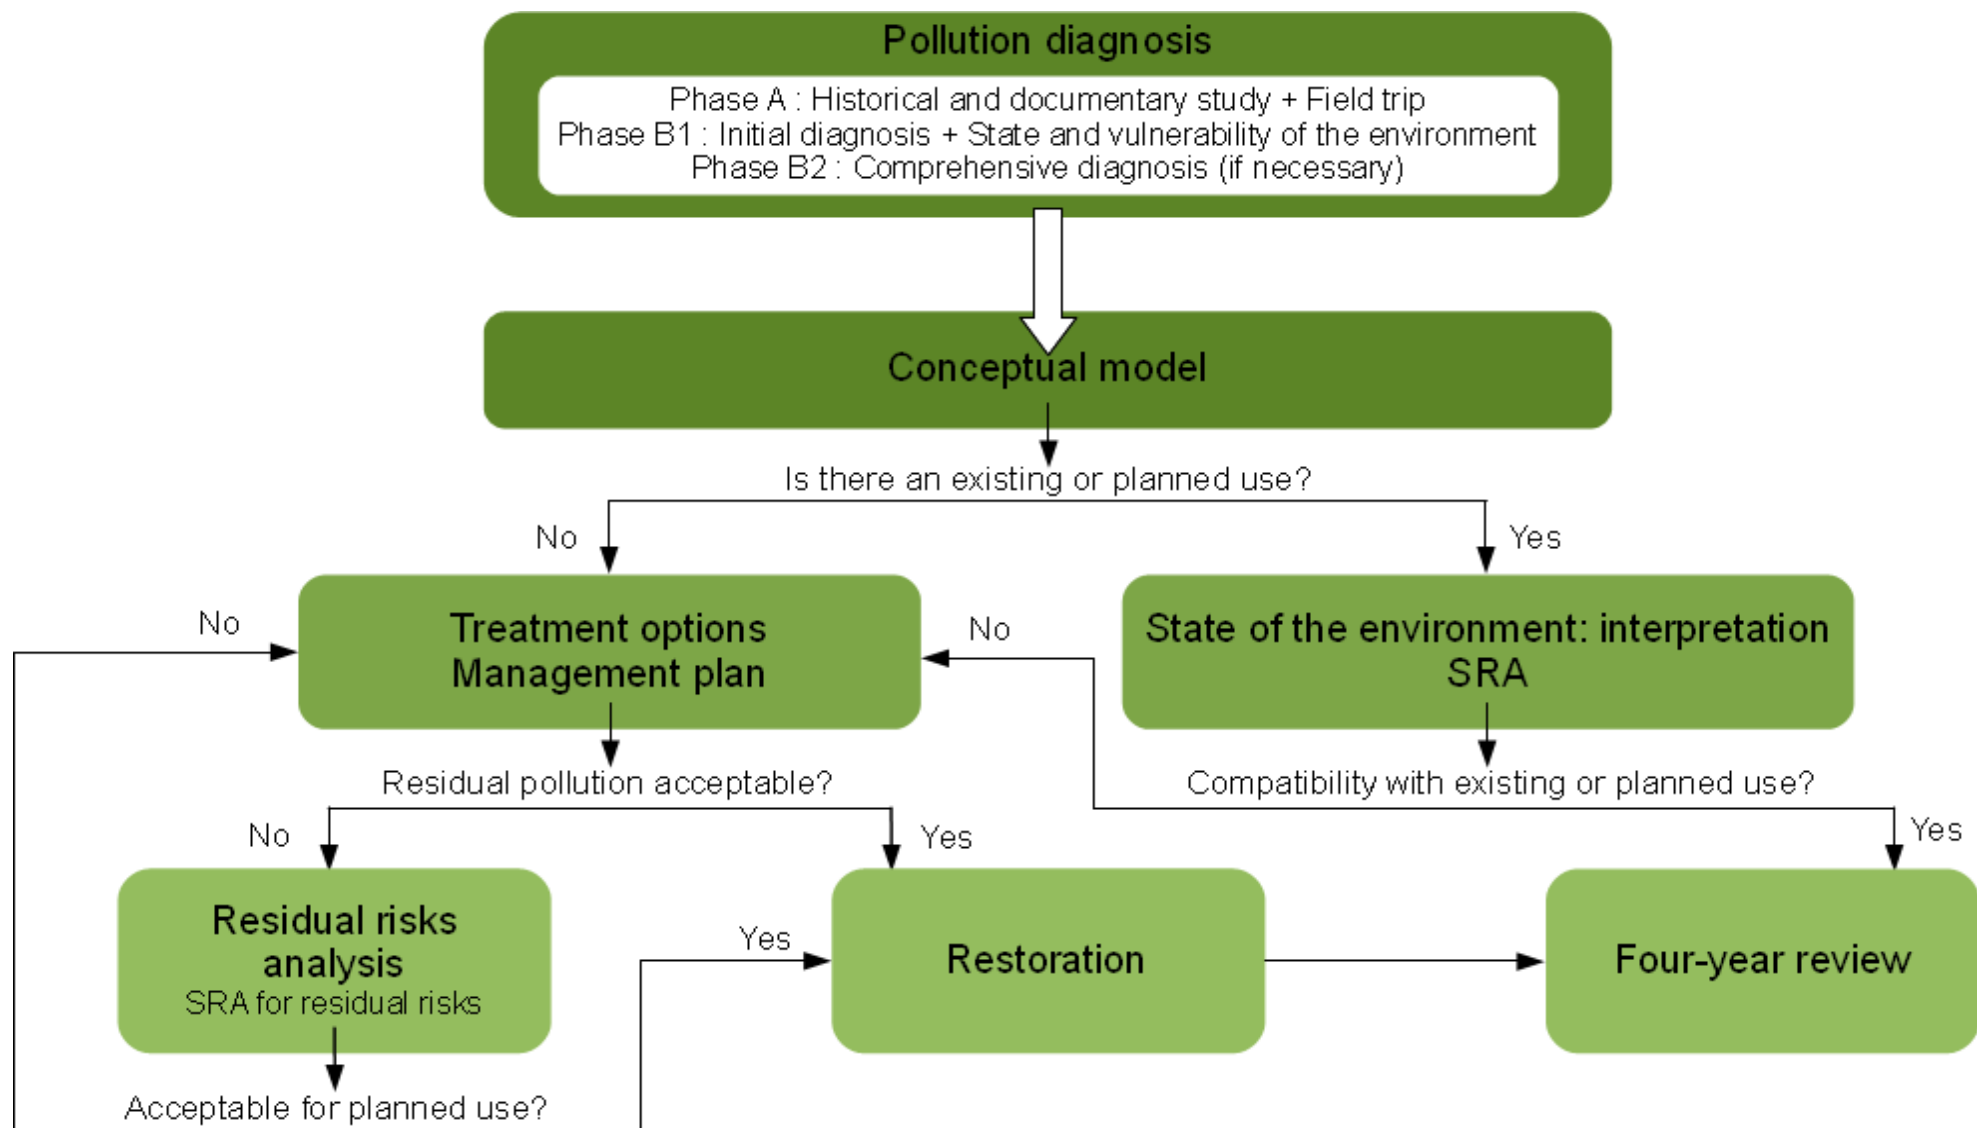 Pollution diagnosis
Phase A : Historical and documentary study + Field trip
Phase B1 : Initial diagnosis + State and vulnerability of the environment
Phase B2 : Comprehensive diagnosis (if necessary)
Conceptual model
Is there an existing or planned use?
No
Yes
No
Treatment options
Management plan
No
State of the environment: interpretation
SRA
Residual pollution acceptable?
Compatibility with existing or planned use?
No
Yes
Yes
Residual risks
analysis
SRA for residual risks
Yes
Restoration
Four-year review
Acceptable for planned use?